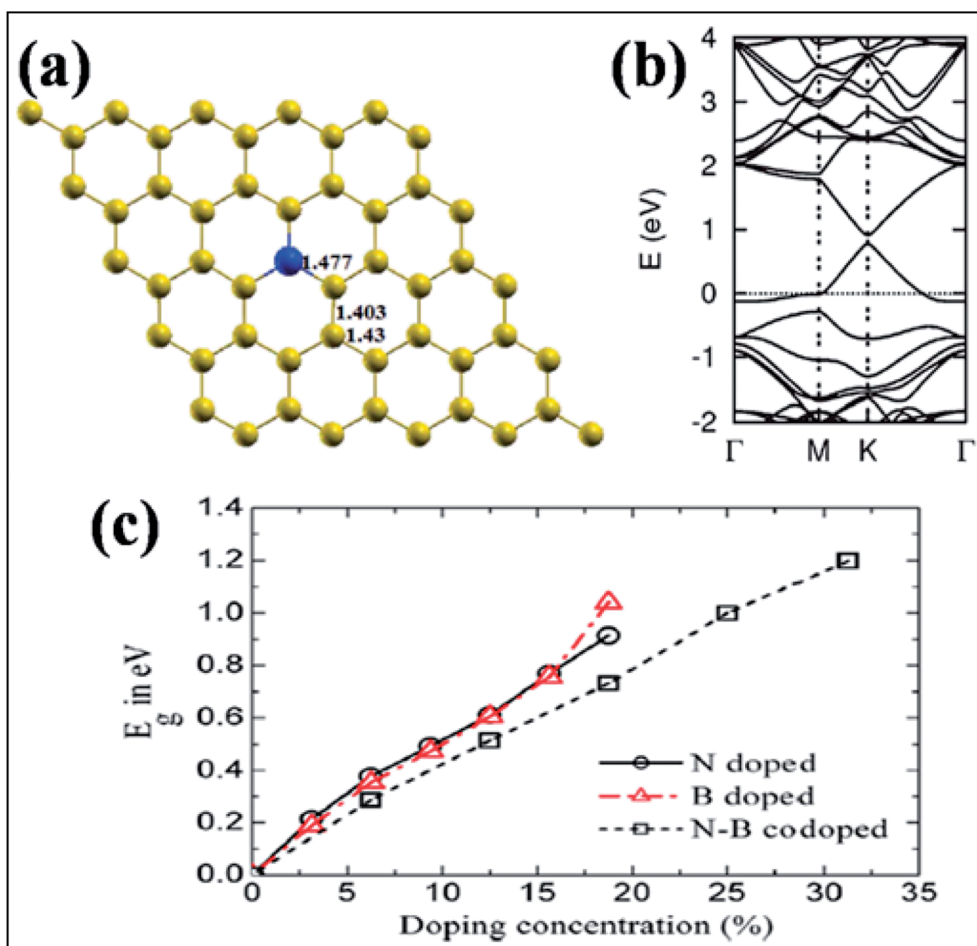 (a)
1.477
1.403
1.43
(b)
E (eV)
4
3
2
1
0
-1
-2
Γ M K Γ
(c)
E g in eV
1.4
1.2
1.0
0.8
0.6
0.4
0.2
0.0
N doped
B doped
N-B codoped
0 5 10 15 20 25 30 35
Doping concentration (%)